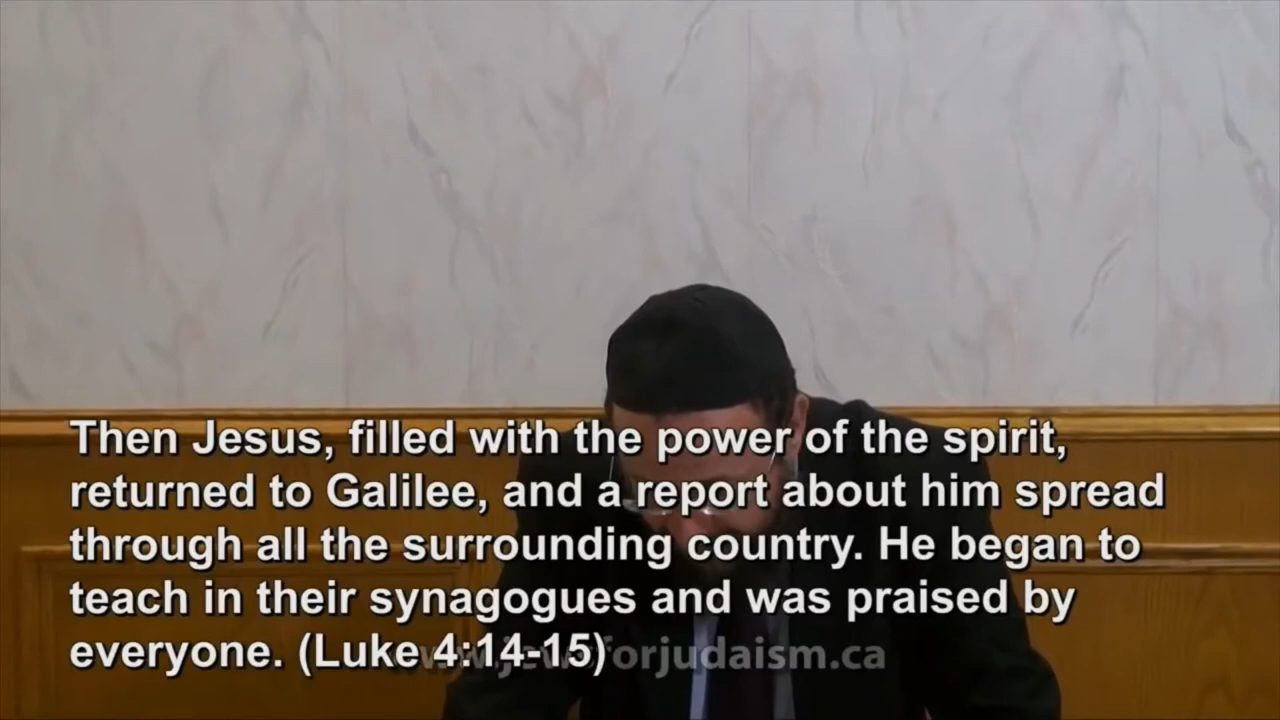 Then Jesus, filled with the power of the spirit,
returned to Galilee, and a report about him spread
through all the surrounding country. He began to
teach in their synagogues and was praised by
everyone. (Luke 4:14-15)
www.jewsforjudaism.ca